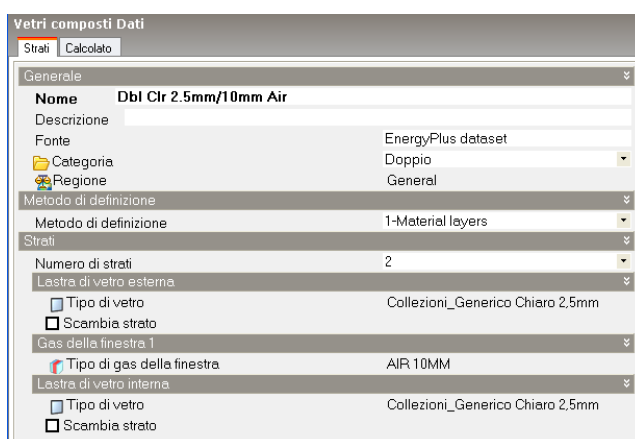 Vetri composti Dati
Strati Calcolato
Generale
Nome Dbl Clr 2.5mm/10mm Air
Descrizione
Fonte EnergyPlus dataset
Categoria Doppio
Regione General
Metodo di definizione
Metodo di definizione 1-Material layers
Strati
Numero di strati 2
Lastra di vetro esterna
Tipo di vetro Collezioni_Generico Chiaro 2,5mm
Scambia strato
Gas della finestra 1
Tipo di gas della finestra AIR 10MM
Lastra di vetro interna
Tipo di vetro Collezioni_Generico Chiaro 2,5mm
Scambia strato